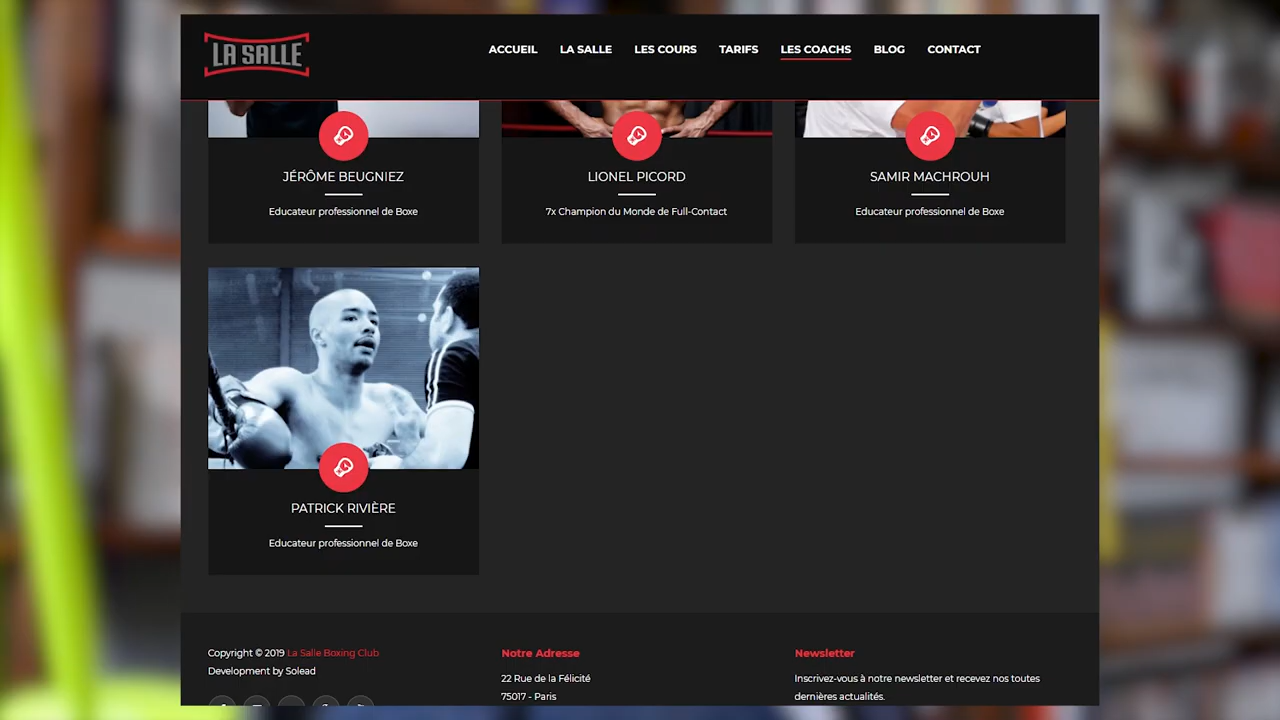 LA SALLE
ACCUEIL LA SALLE LES COURS TARIFS LES COACHS BLOG CONTACT
JÉRÔME BEUGNIEZ
Educateur professionnel de Boxe
LIONEL PICORD
7x Champion du Monde de Full-Contact
SAMIR MACHROUH
Educateur professionnel de Boxe
PATRICK RIVIÈRE
Educateur professionnel de Boxe
Copyright © 2019 La Salle Boxing Club
Development by Solead
Notre Adresse
22 Rue de la Félicité
75017 - Paris
Newsletter
Inscrivez-vous à notre newsletter et recevez nos toutes
dernières actualités.